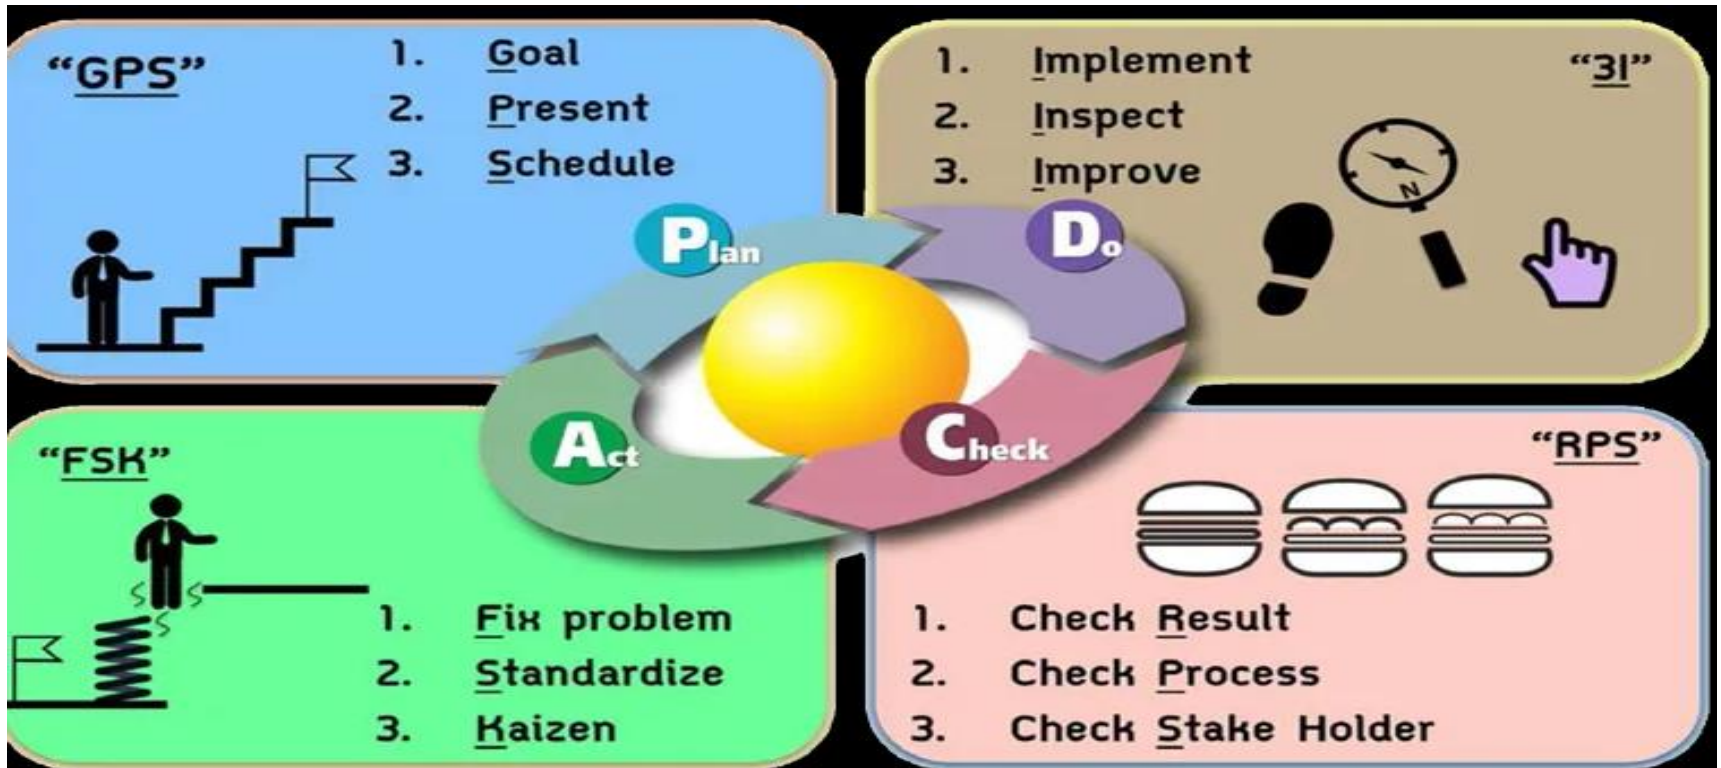 “GPS”
1. Goal
2. Present
3. Schedule
“3I”
1. Implement
2. Inspect
3. Improve
N
Plan
Do
Act
Check
“FSK”
1. Fix problem
2. Standardize
3. Kaizen
“RPS”
1. Check Result
2. Check Process
3. Check Stake Holder